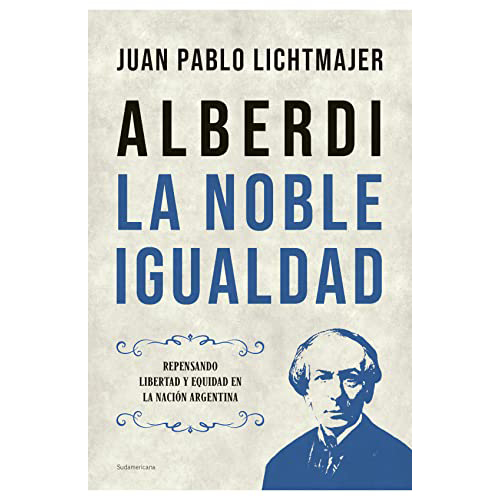 JUAN PABLO LICHTMAJER
ALBERDI
LA NOBLE
IGUALDAD
REPENSANDO
LIBERTAD Y EQUIDAD EN
LA NACIÓN ARGENTINA
Sudamericana